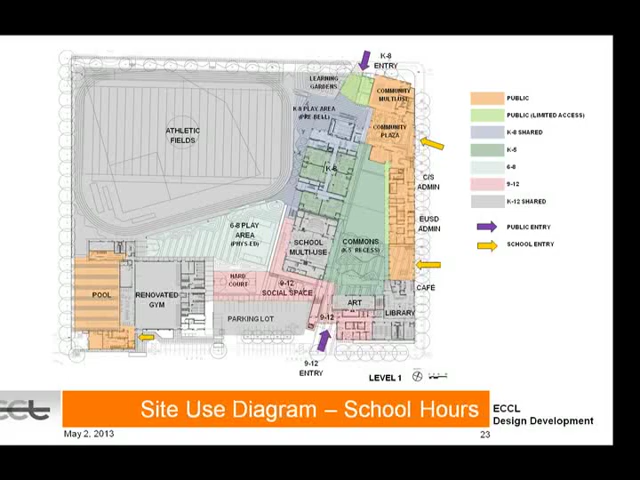 K-8
ENTRY
LEARNING
GARDENS
COMMUNITY
MULTI-USE
K-8 PLAY AREA
(PRE-BELL)
COMMUNITY
PLAZA
ATHLETIC
FIELDS
K-5
C/S
ADMIN
6-8 PLAY
AREA
(PHYS-ED)
SCHOOL
MULTI-USE
COMMONS
(K-5 RECESS)
EUSD
ADMIN
HARD
COURT
9-12
SOCIAL SPACE
CAFE
POOL
RENOVATED
GYM
ART
LIBRARY
9-12
PARKING LOT
9-12
ENTRY
LEVEL 1
PUBLIC
PUBLIC (LIMITED ACCESS)
K-8 SHARED
K-5
6-8
9-12
K-12 SHARED
PUBLIC ENTRY
SCHOOL ENTRY
Site Use Diagram – School Hours
ECCL
Design Development
May 2, 2013
23